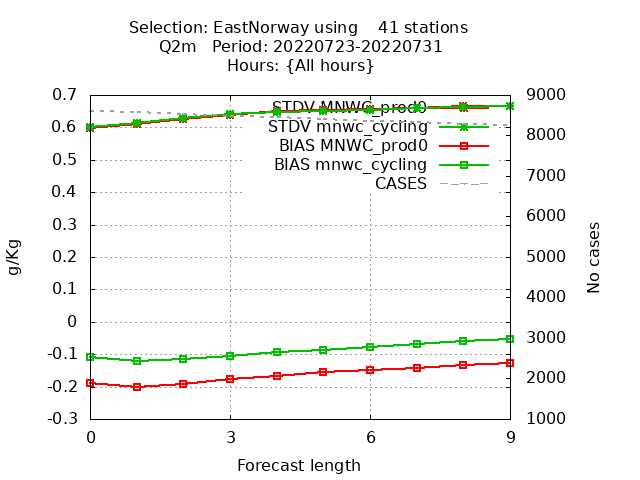 Selection: EastNorway using 41 stations
Q2m Period: 20220723-20220731
Hours: {All hours}
0.7 STDV MNWC_prod0 9000
STDV mnwc_cycling
0.6 8000
BIAS MNWC_prod0
0.5 BIAS mnwc_cycling
7000
CASES
0.4
6000
0.3
g/Kg 0.2 5000 No cases
0.1
4000
0
3000
-0.1
2000
-0.2
-0.3 1000
0 3 6 9
Forecast length